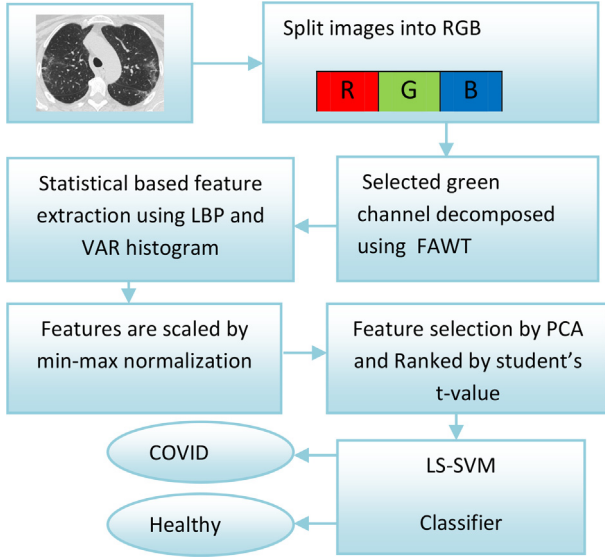 Split images into RGB
R G B
Selected green
channel decomposed
using FAWT
Statistical based feature
extraction using LBP and
VAR histogram
Features are scaled by
min-max normalization
Feature selection by PCA
and Ranked by student's
t-value
LS-SVM
Classifier
COVID
Healthy